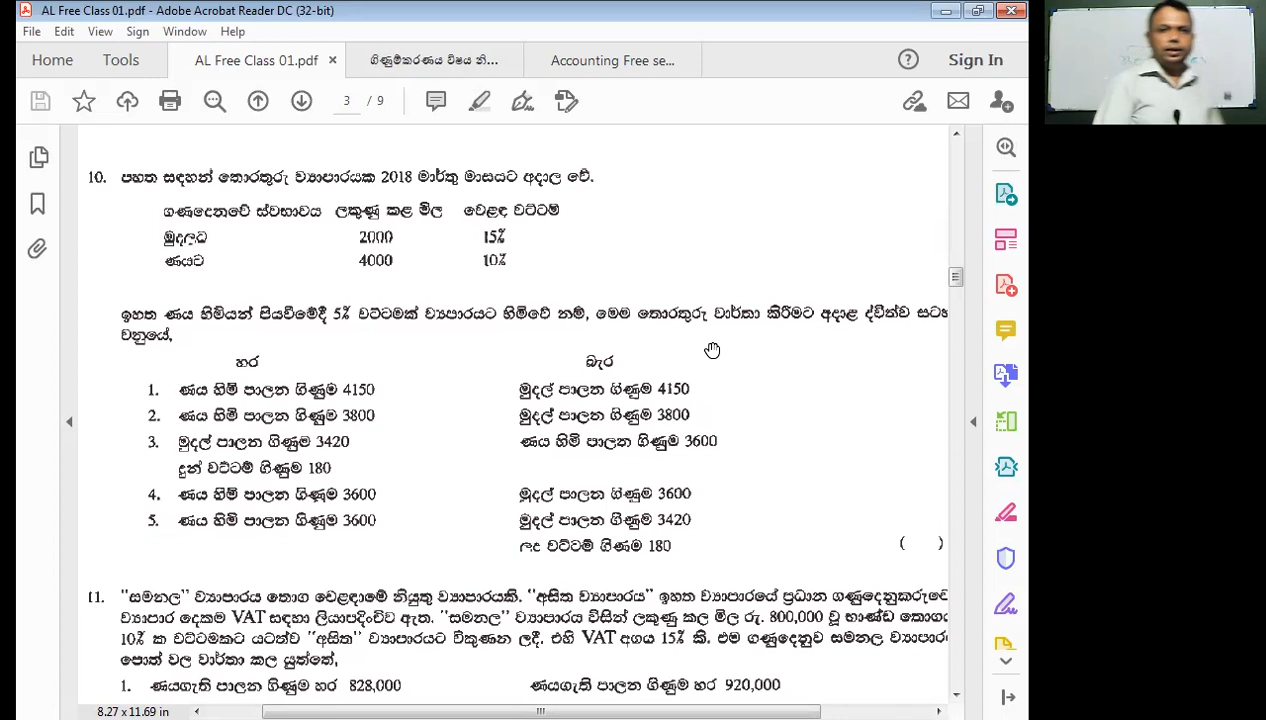 AL Free Class 01.pdf - Adobe Acrobat Reader DC (32-bit)
File Edit View Sign Window Help
Home Tools AL Free Class 01.pdf × ගිණුම්කරණය විෂය නි... Accounting Free se... Sign In
3 / 9
10. පහත සඳහන් තොරතුරු ව්‍යාපාරයක 2018 මාර්තු මාසයට අදාල වේ.
ගණදෙනවේ ස්වභාවය ලකුණු කළ මිල වෙළඳ වට්ටම්
මුදලට 2000 15%
ණයට 4000 10%
ඉහත ණය හිමියන් පියවීමේදී 5% වට්ටමක් ව්‍යපාරයට හිමිවේ නම්, මෙම තොරතුරු වාර්තා කිරීමට අදාළ ද්විත්ව සටහ
වනුයේ,
හර බැර
1. ණය හිමි පාලන ගිණුම 4150 මුදල් පාලන ගිණුම 4150
2. ණය හිමි පාලන ගිණුම 3800 මුදල් පාලන ගිණුම 3800
3. මුදල් පාලන ගිණුම 3420 ණය හිමි පාලන ගිණුම 3600
දුන් වට්ටම් ගිණුම 180
4. ණය හිමි පාලන ගිණුම 3600 මුදල් පාලන ගිණුම 3600
5. ණය හිමි පාලන ගිණුම 3600 මුදල් පාලන ගිණුම 3420
ලද වට්ටම් ගිණුම 180 ( )
11. "සමනල" ව්‍යාපාරය තොග වෙළඳාමේ නියුතු ව්‍යාපාරයකි. "අසිත ව්‍යාපාරය" ඉහත ව්‍යාපාරයේ ප්‍රධාන ගණුදෙනුකරුවෙ
ව්‍යාපාර දෙකම VAT සඳහා ලියාපදිංචිව ඇත. "සමනල" ව්‍යාපාරය විසින් ලකුණු කල මිල රු. 800,000 වූ භාණ්ඩ තොගය
10% ක වට්ටමකට යටත්ව "අසිත" ව්‍යාපාරයට විකුණන ලදී. එහි VAT අගය 15% කි. එම ගණුදෙනුව සමනල ව්‍යාපාර
පොත් වල වාර්තා කල යුත්තේ,
1. ණයගැති පාලන ගිණුම හර 828,000 ණයගැති පාලන ගිණුම හර 920,000
8.27 x 11.69 in